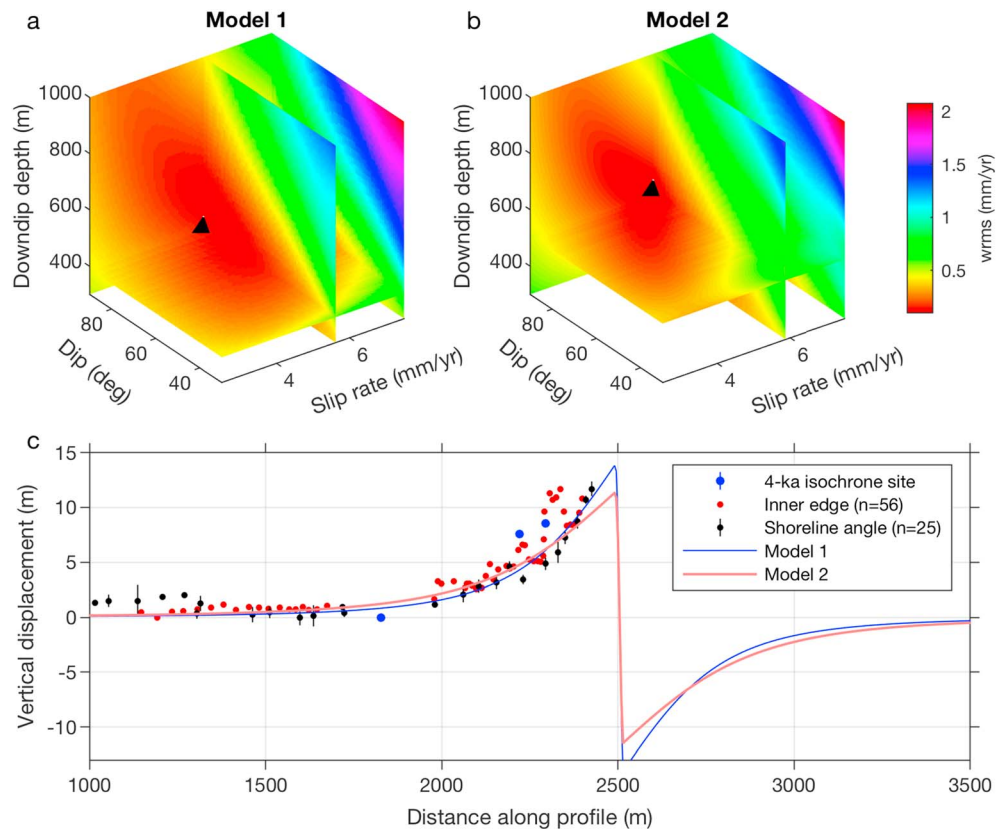 a
Model 1
Downdip depth (m)
1000
800
600
400
80
60
40
Dip (deg)
4
6
Slip rate (mm/yr)
b
Model 2
Downdip depth (m)
1000
800
600
400
80
60
40
Dip (deg)
4
6
Slip rate (mm/yr)
2
1.5
1
0.5
wrms (mm/yr)
c
Vertical displacement (m)
15
10
5
0
-5
-10
1000
1500
2000
2500
3000
3500
Distance along profile (m)
4-ka isochrone site
Inner edge (n=56)
Shoreline angle (n=25)
Model 1
Model 2